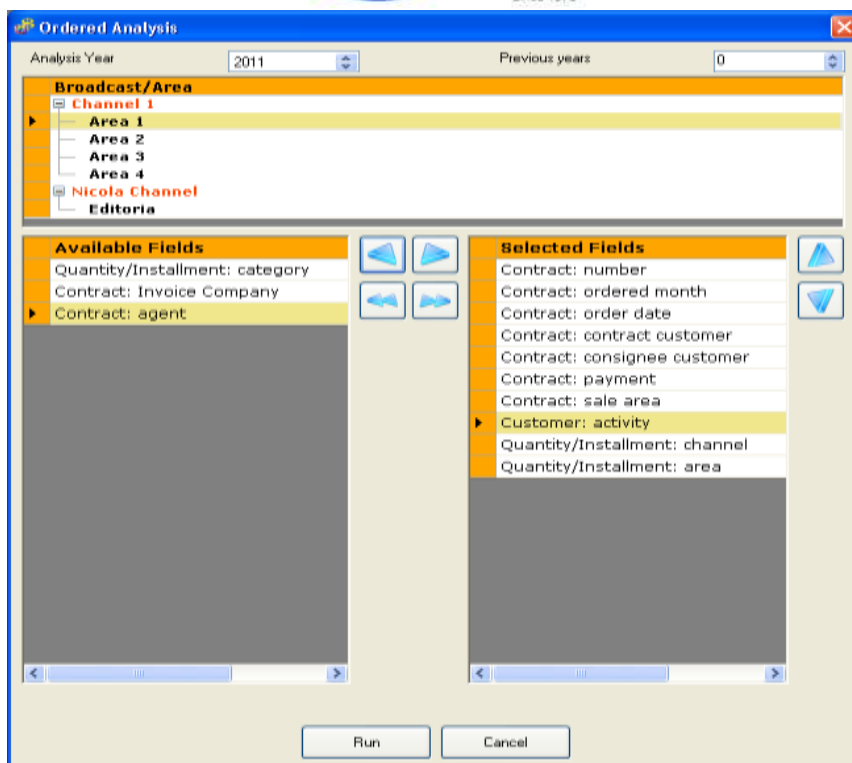 Ordered Analysis
Analysis Year 2011 Previous years 0
Broadcast/Area
Channel 1
Area 1
Area 2
Area 3
Area 4
Nicola Channel
Editoria
Available Fields
Quantity/Installment: category
Contract: Invoice Company
Contract: agent
Selected Fields
Contract: number
Contract: ordered month
Contract: order date
Contract: contract customer
Contract: consignee customer
Contract: payment
Contract: sale area
Customer: activity
Quantity/Installment: channel
Quantity/Installment: area
Run Cancel